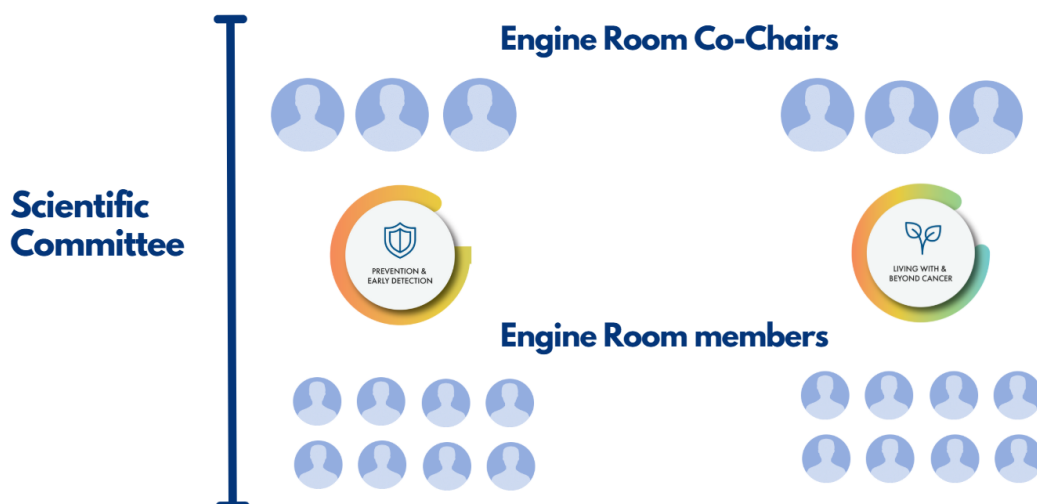 Engine Room Co-Chairs
Scientific
Committee
PREVENTION &
EARLY DETECTION
LIVING WITH &
BEYOND CANCER
Engine Room members